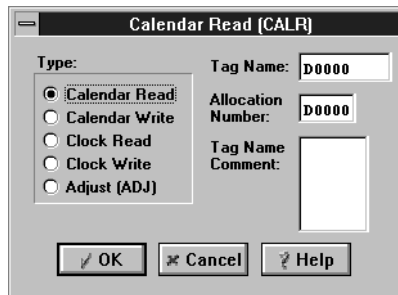 Calendar Read (CALR)
Type:
Calendar Read
Calendar Write
Clock Read
Clock Write
Adjust (ADJ)
Tag Name: D0000
Allocation
Number: D0000
Tag Name
Comment:
OK Cancel Help